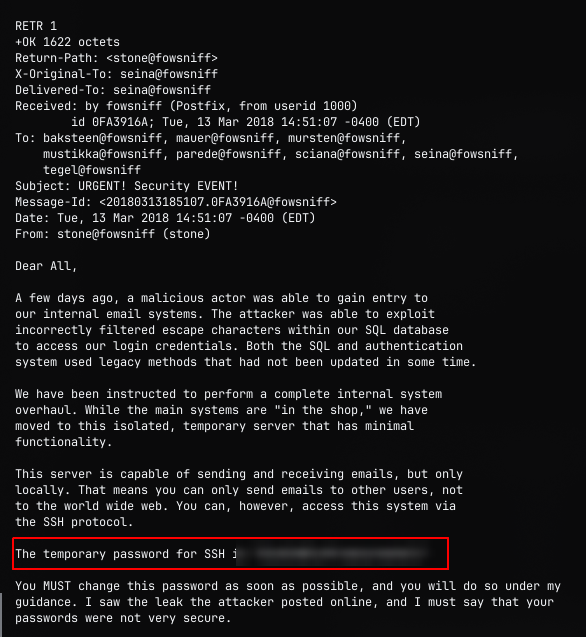 RETR 1
+OK 1622 octets
Return-Path: <stone@fowsniff>
X-Original-To: seina@fowsniff
Delivered-To: seina@fowsniff
Received: by fowsniff (Postfix, from userid 1000)
id 0FA3916A; Tue, 13 Mar 2018 14:51:07 -0400 (EDT)
To: baksteen@fowsniff, mauer@fowsniff, mursten@fowsniff,
mustikka@fowsniff, parede@fowsniff, sciana@fowsniff, seina@fowsniff,
tegel@fowsniff
Subject: URGENT! Security EVENT!
Message-Id: <20180313185107.0FA3916A@fowsniff>
Date: Tue, 13 Mar 2018 14:51:07 -0400 (EDT)
From: stone@fowsniff (stone)
Dear All,
A few days ago, a malicious actor was able to gain entry to
our internal email systems. The attacker was able to exploit
incorrectly filtered escape characters within our SQL database
to access our login credentials. Both the SQL and authentication
system used legacy methods that had not been updated in some time.
We have been instructed to perform a complete internal system
overhaul. While the main systems are "in the shop," we have
moved to this isolated, temporary server that has minimal
functionality.
This server is capable of sending and receiving emails, but only
locally. That means you can only send emails to other users, not
to the world wide web. You can, however, access this system via
the SSH protocol.
The temporary password for SSH
You MUST change this password as soon as possible, and you will do so under my
guidance. I saw the leak the attacker posted online, and I must say that your
passwords were not very secure.